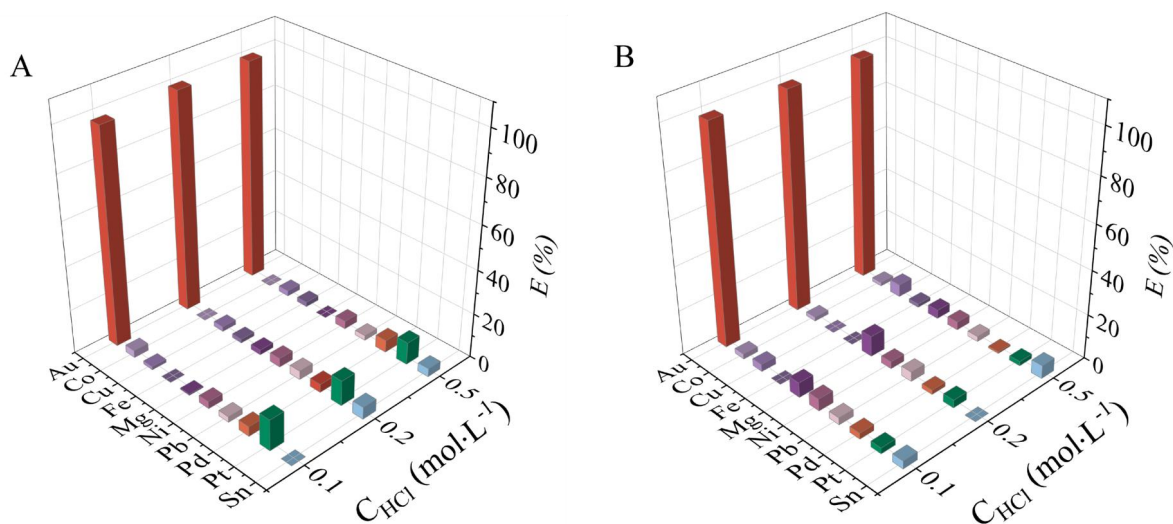 A
100
80
60
40
20
0
E (%)
Au
Co
Cu
Fe
Mg
Ni
Pb
Pd
Pt
Sn
0.1
0.2
0.5
C_HCl (mol·L⁻¹)
B
100
80
60
40
20
0
E (%)
Au
Co
Cu
Fe
Mg
Ni
Pb
Pd
Pt
Sn
0.1
0.2
0.5
C_HCl (mol·L⁻¹)